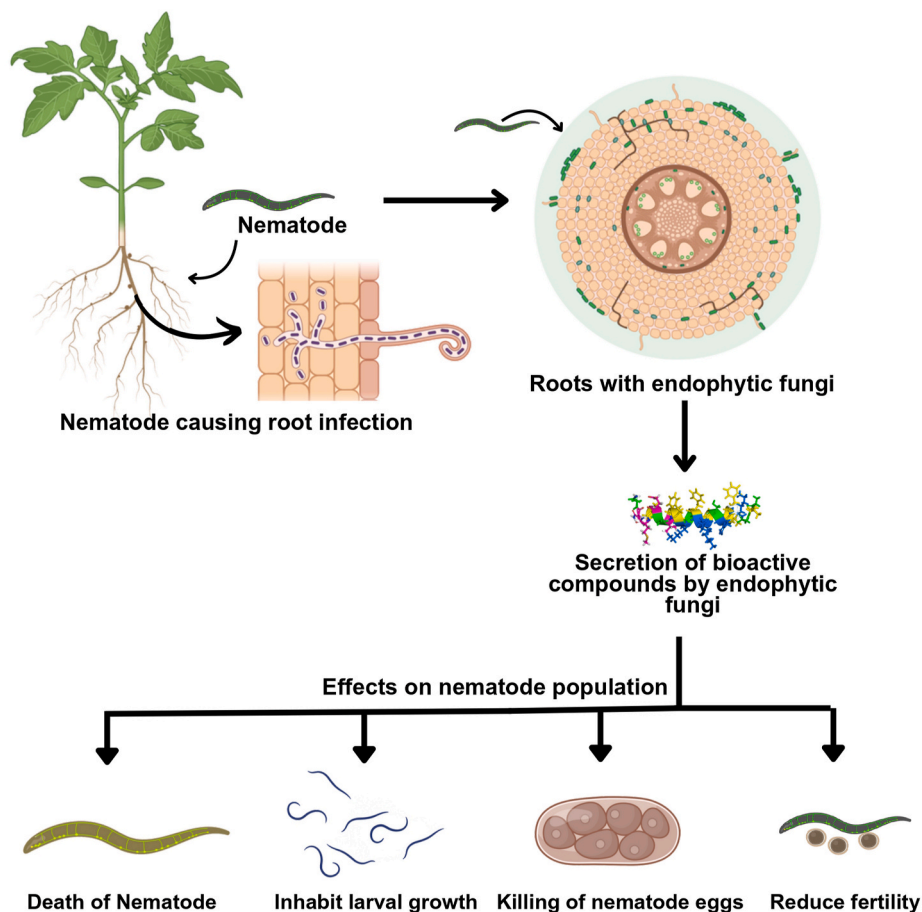 Nematode
Nematode causing root infection
Roots with endophytic fungi
Secretion of bioactive
compounds by endophytic
fungi
Effects on nematode population
Death of Nematode
Inhabit larval growth
Killing of nematode eggs
Reduce fertility